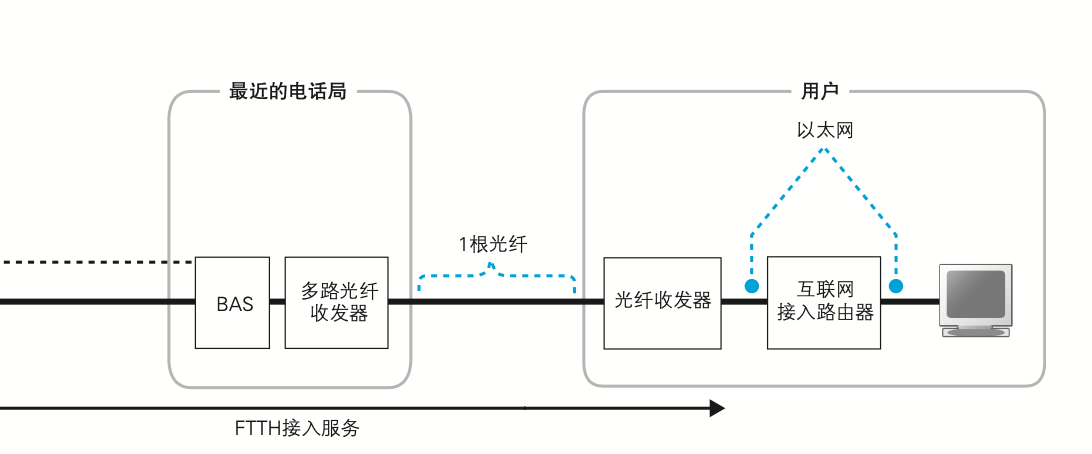 最近的电话局
用户
以太网
1根光纤
BAS
多路光纤
收发器
光纤收发器
互联网
接入路由器
FTTH接入服务